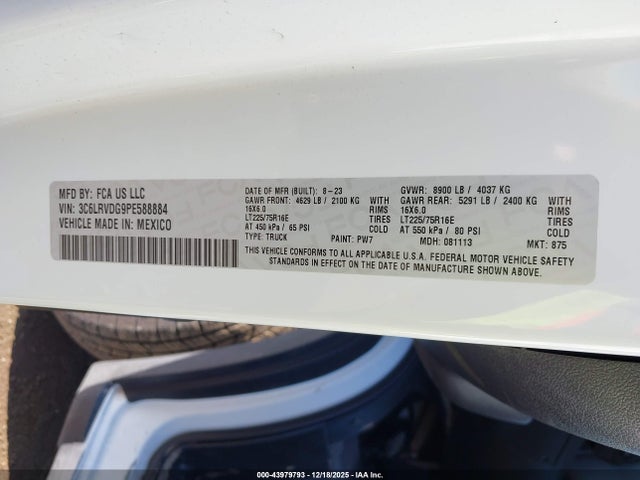 MFD BY: FCA US LLC
VIN: 3C6LRVDG9PE588884
VEHICLE MADE IN: MEXICO
DATE OF MFR (BUILT): 8-23
GVWR: 8900 LB / 4037 KG
GAWR FRONT: 4629 LB / 2100 KG WITH
16X6.0 RIMS
LT225/75R16E TIRES
AT 450 kPa / 65 PSI COLD
GAWR REAR: 5291 LB / 2400 KG WITH
16X6.0 RIMS
LT225/75R16E TIRES
AT 550 kPa / 80 PSI COLD
TYPE: TRUCK PAINT: PW7 MDH: 081113 MKT: 875
THIS VEHICLE CONFORMS TO ALL APPLICABLE U.S.A. FEDERAL MOTOR VEHICLE SAFETY
STANDARDS IN EFFECT ON THE DATE OF MANUFACTURE SHOWN ABOVE.
000-43979793 - 12/18/2025 - IAA Inc.